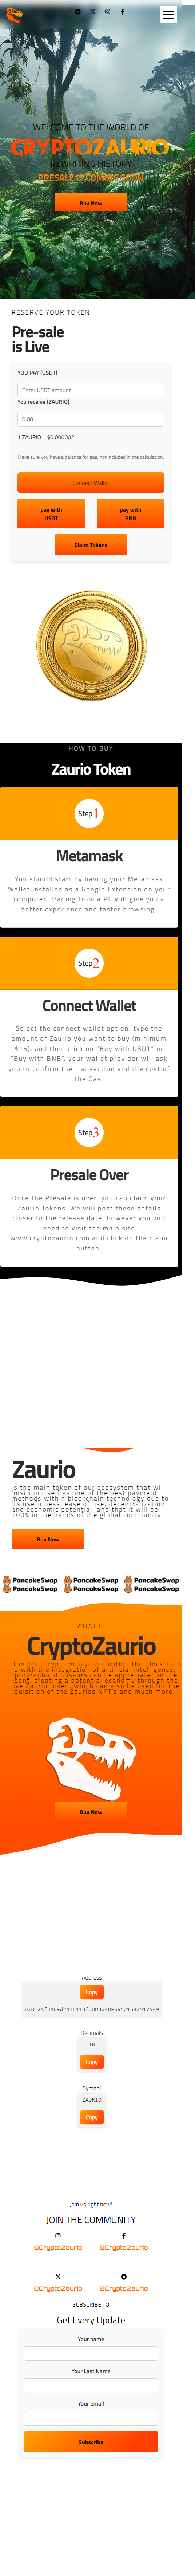 WELCOME TO THE WORLD OF
CRYPTOZAURIO
REWRITING HISTORY
PRESALE IS COMING SOON
Buy Now
RESERVE YOUR TOKEN
Pre-sale
is Live
YOU PAY (USDT)
Enter USDT amount
You receive (ZAURIO)
0.00
1 ZAURIO = $0.000002
Make sure you have a balance for gas, not included in the calculation.
Connect Wallet
pay with
USDT
pay with
BNB
Claim Tokens
HOW TO BUY
Zaurio Token
Step 1
Metamask
You should start by having your Metamask
Wallet installed as a Google Extension on your
computer. Trading from a PC will give you a
better experience and faster browsing.
Step 2
Connect Wallet
Select the connect wallet option, type the
amount of Zaurio you want to buy (minimum
$15), and then click on "Buy with USDT" or
"Buy with BNB", your wallet provider will ask
you to confirm the transaction and the cost of
the Gas.
Step 3
Presale Over
Once the Presale is over, you can claim your
Zaurio Tokens. We will post these details
closer to the release date, however you will
need to visit the main site
www.cryptozaurio.com and click on the claim
button.
Zaurio
is the main token of our ecosystem that will
position itself as one of the best payment
methods within blockchain technology due to
its usefulness, ease of use, decentralization
and economic potential, and that it will be
100% in the hands of the global community.
Buy Now
PancakeSwap PancakeSwap PancakeSwap
PancakeSwap PancakeSwap PancakeSwap
WHAT IS
CryptoZaurio
the best crypto ecosystem within the blockchain
d with the integration of artificial intelligence,
yptographic dinosaurs can be appreciated in the
esent, creating a potential economy through the
tive Zaurio token, which can also be used for the
quisition of the Zaurios NFT's and much more.
Buy Now
Address
Copy
0x8E2Af3469d241E11BfdDD3d48F69521542517549
Decimals
18
Copy
Symbol
ZAURIO
Copy
Join us right now!
JOIN THE COMMUNITY
@CryptoZaurio
@CryptoZaurio
@CryptoZaurio
@CryptoZaurio
SUBSCRIBE TO
Get Every Update
Your name
Your Last Name
Your email
Subscribe